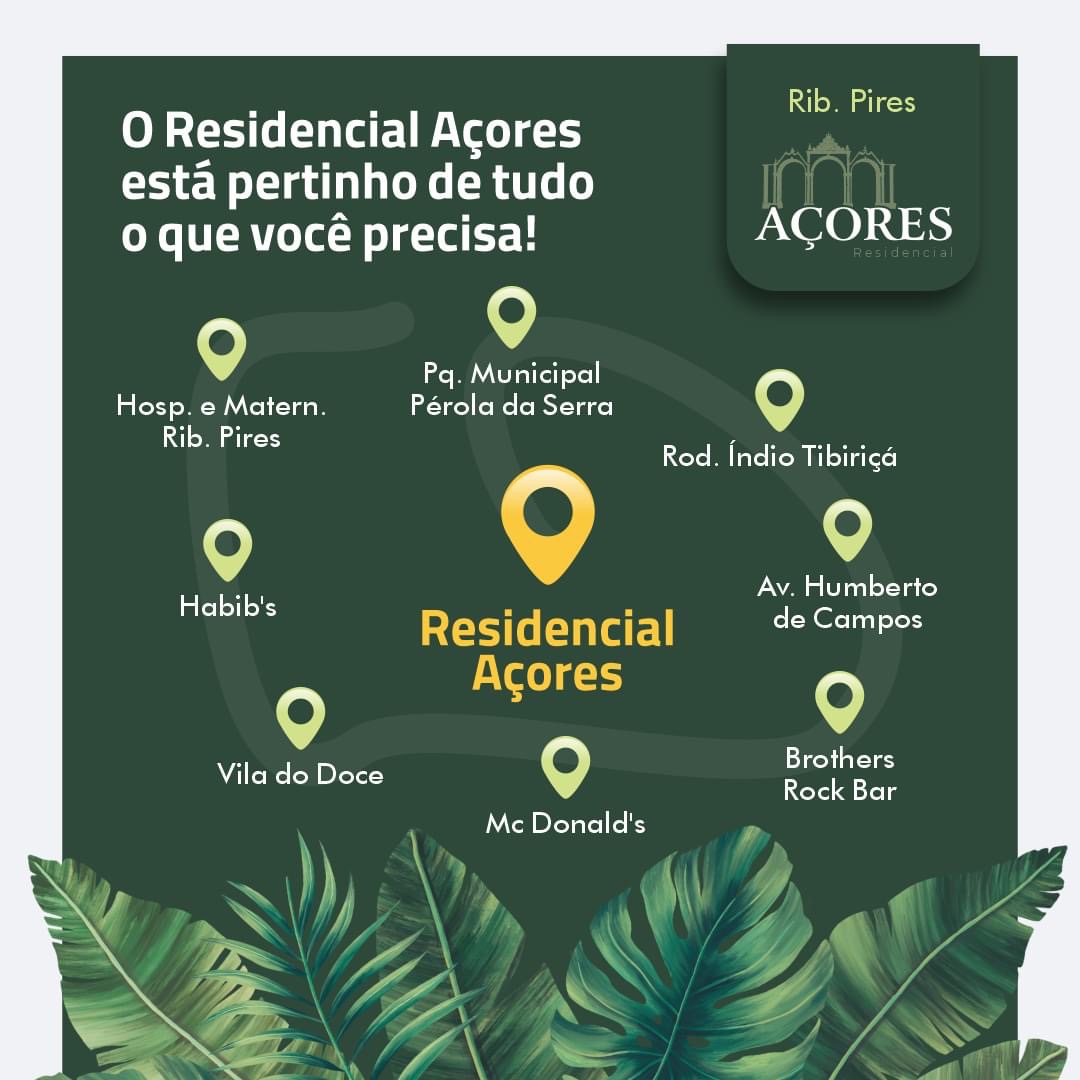 O Residencial Açores
está pertinho de tudo
o que você precisa!
Rib. Pires
AÇORES
Residencial
Hosp. e Matern.
Rib. Pires
Pq. Municipal
Pérola da Serra
Rod. Índio Tibiriçá
Habib's
Residencial
Açores
Av. Humberto
de Campos
Vila do Doce
Mc Donald's
Brothers
Rock Bar